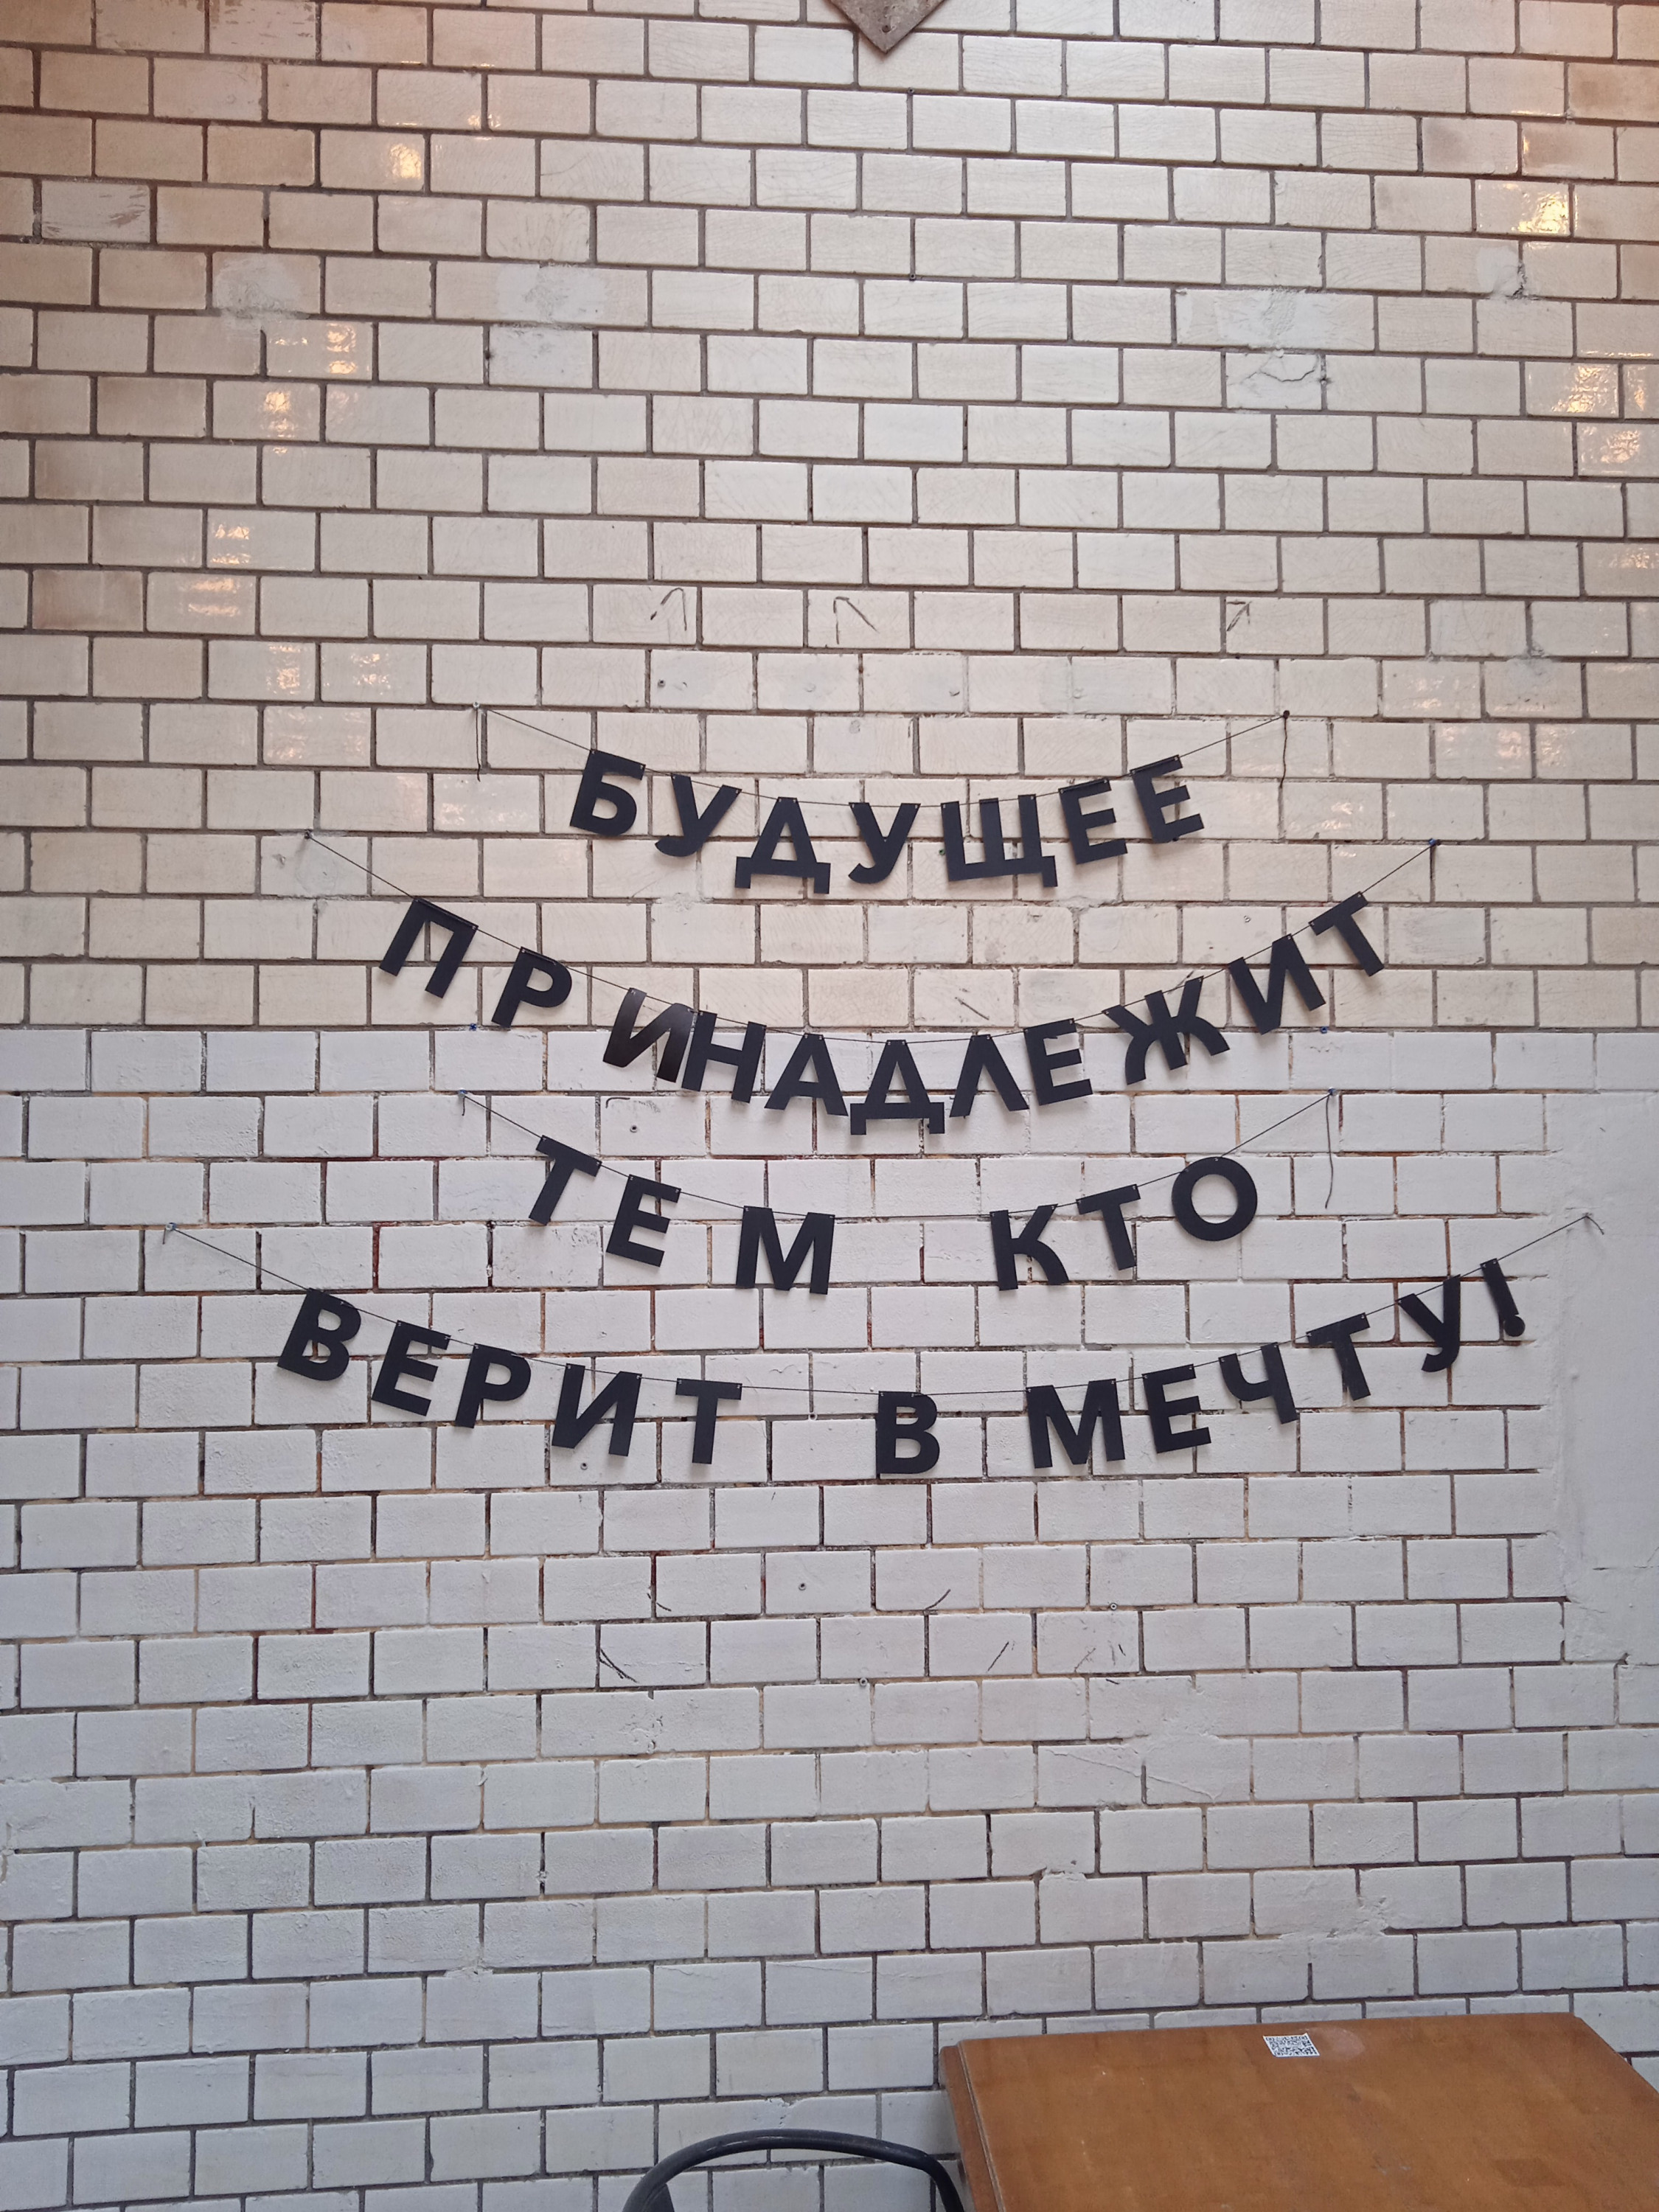 БУДУЩЕЕ
ПРИНАДЛЕЖИТ
ТЕМ КТО
ВЕРИТ В МЕЧТУ!